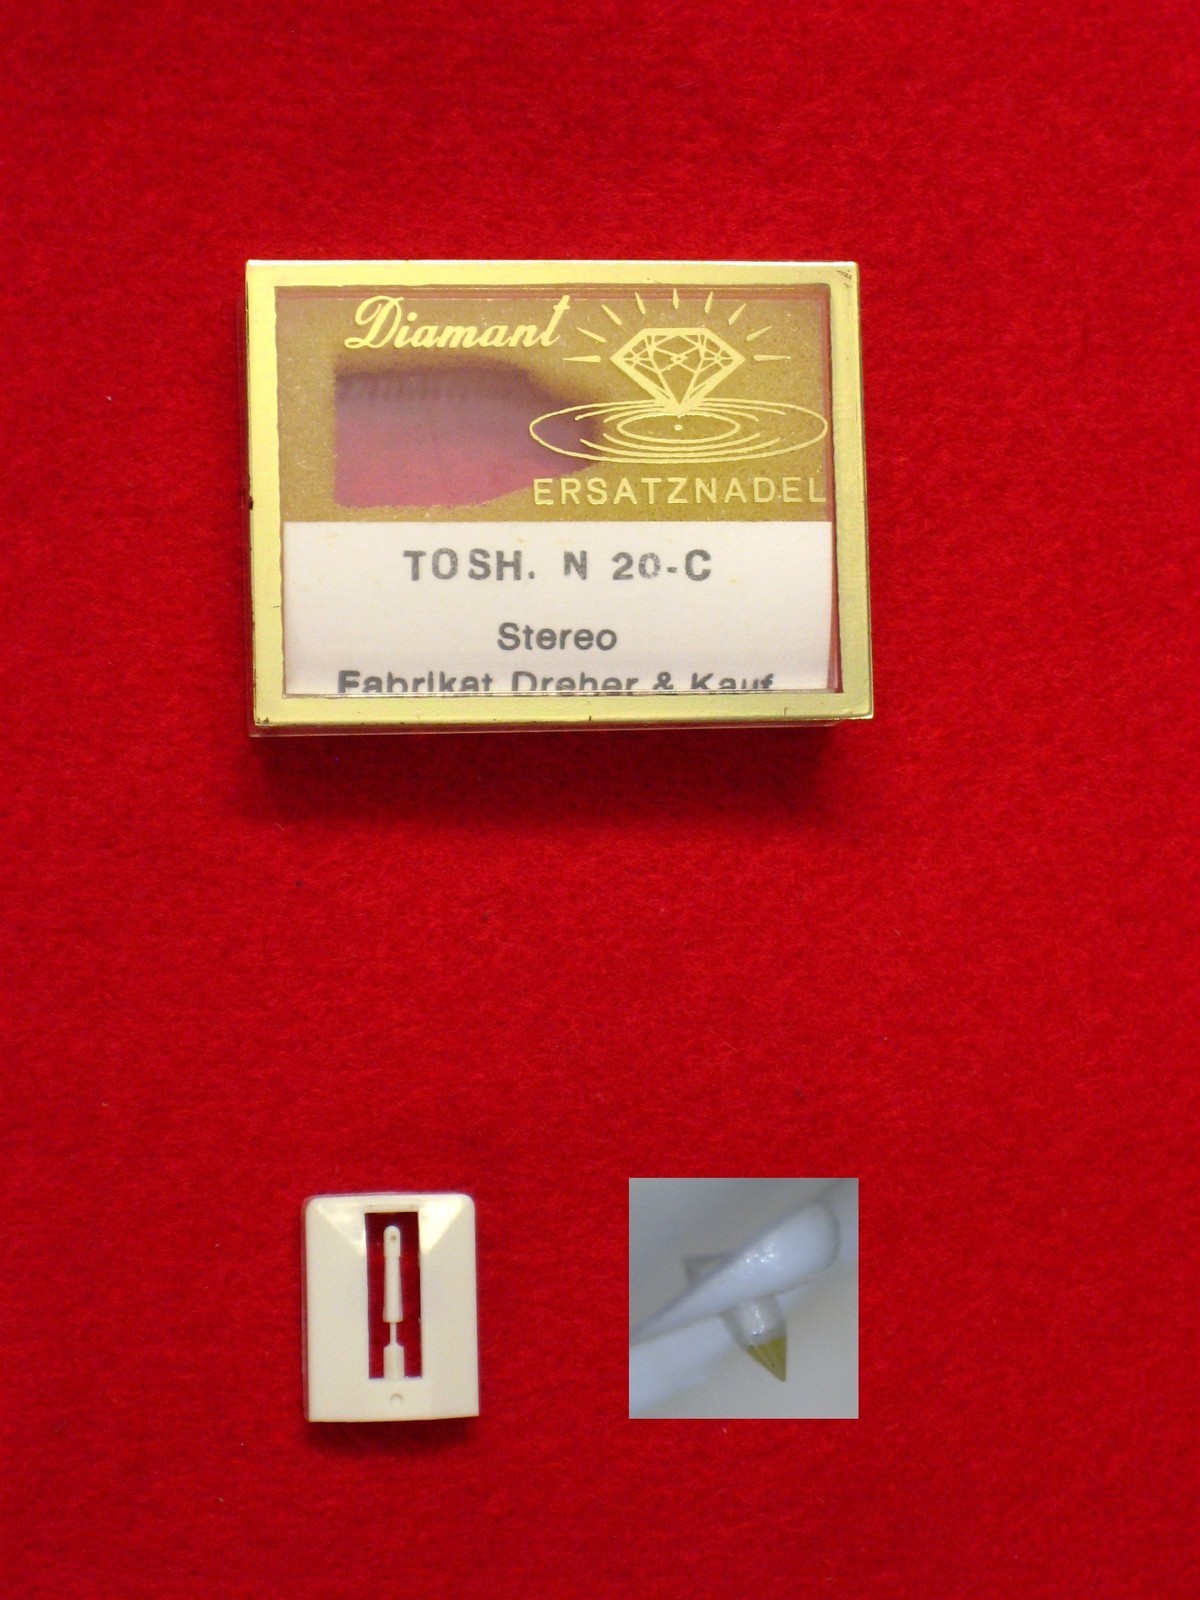 Diamant
ERSATZNADEL
TOSH. N 20-C
Stereo
Fabrikat Dreher & Kauf